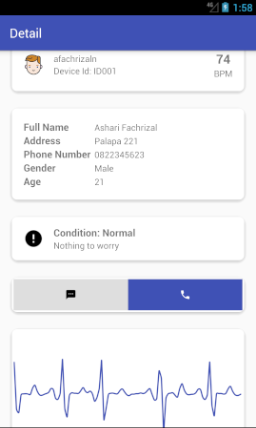 1:58
Detail
afachrizaln
Device Id: ID001
74
BPM
Full Name Ashari Fachrizal
Address Palapa 221
Phone Number 0822345623
Gender Male
Age 21
Condition: Normal
Nothing to worry